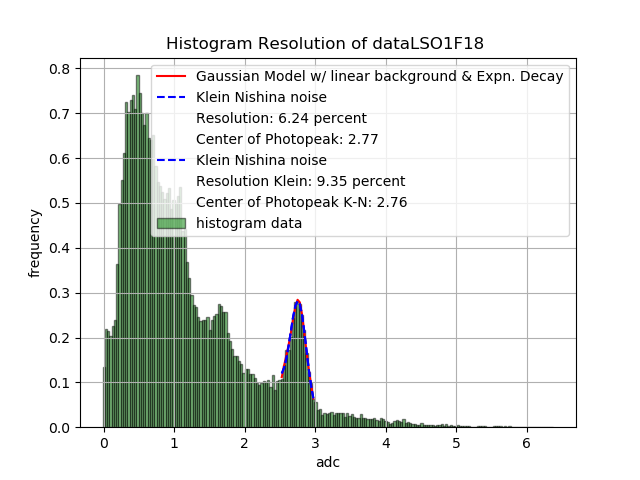 Histogram Resolution of dataLSO1F18
Gaussian Model w/ linear background & Expn. Decay
Klein Nishina noise
Resolution: 6.24 percent
Center of Photopeak: 2.77
Klein Nishina noise
Resolution Klein: 9.35 percent
Center of Photopeak K-N: 2.76
histogram data
frequency
0.8
0.7
0.6
0.5
0.4
0.3
0.2
0.1
0.0
0 1 2 3 4 5 6
adc